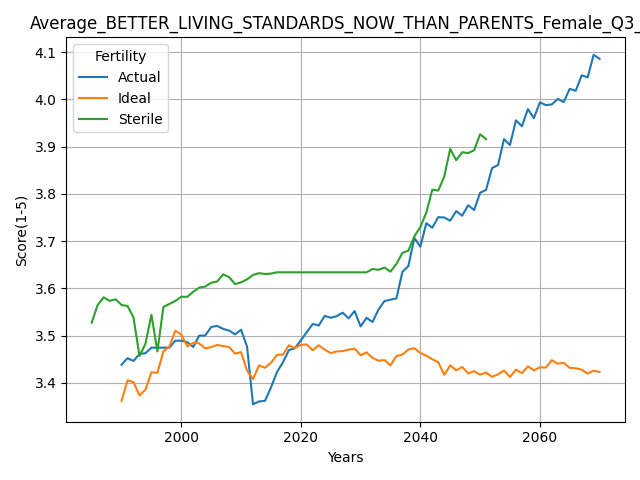 Average_BETTER_LIVING_STANDARDS_NOW_THAN_PARENTS_Female_Q3_
Fertility
Actual
Ideal
Sterile
Score(1-5)
4.1
4.0
3.9
3.8
3.7
3.6
3.5
3.4
2000 2020 2040 2060
Years